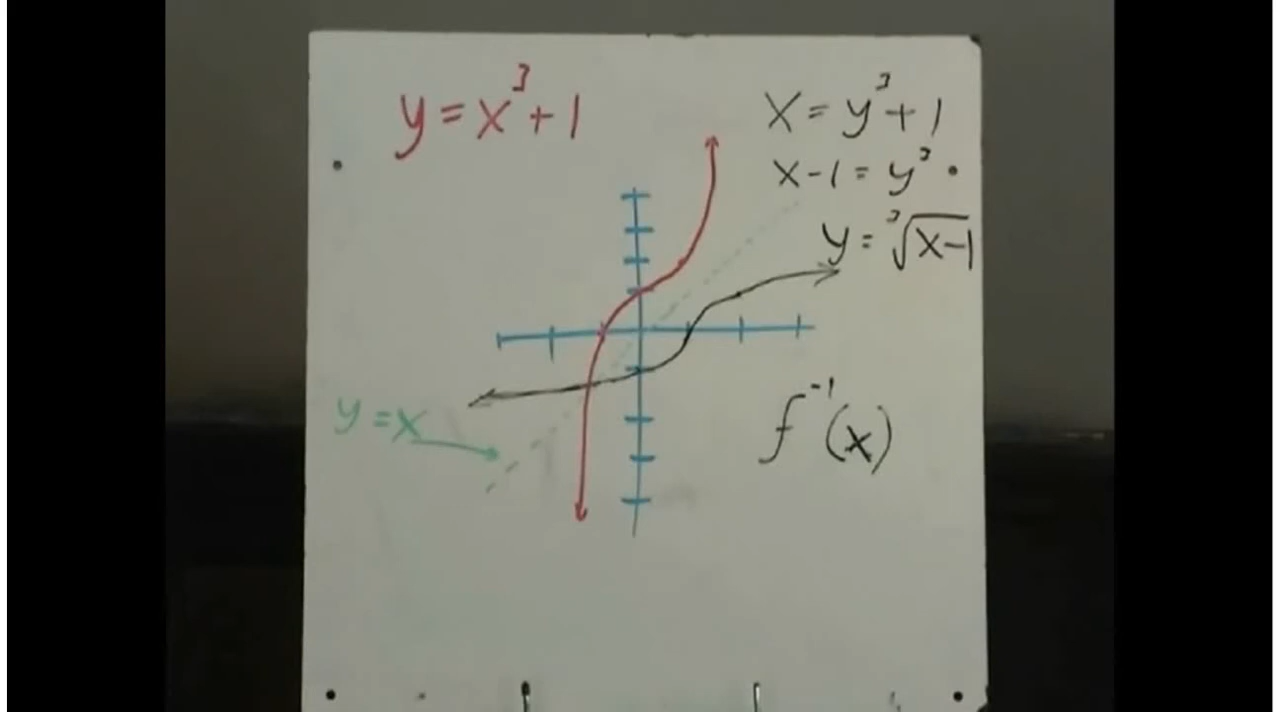 y = x³ + 1
x = y³ + 1
x - 1 = y³
y = ³√x-1
y = x
f⁻¹(x)